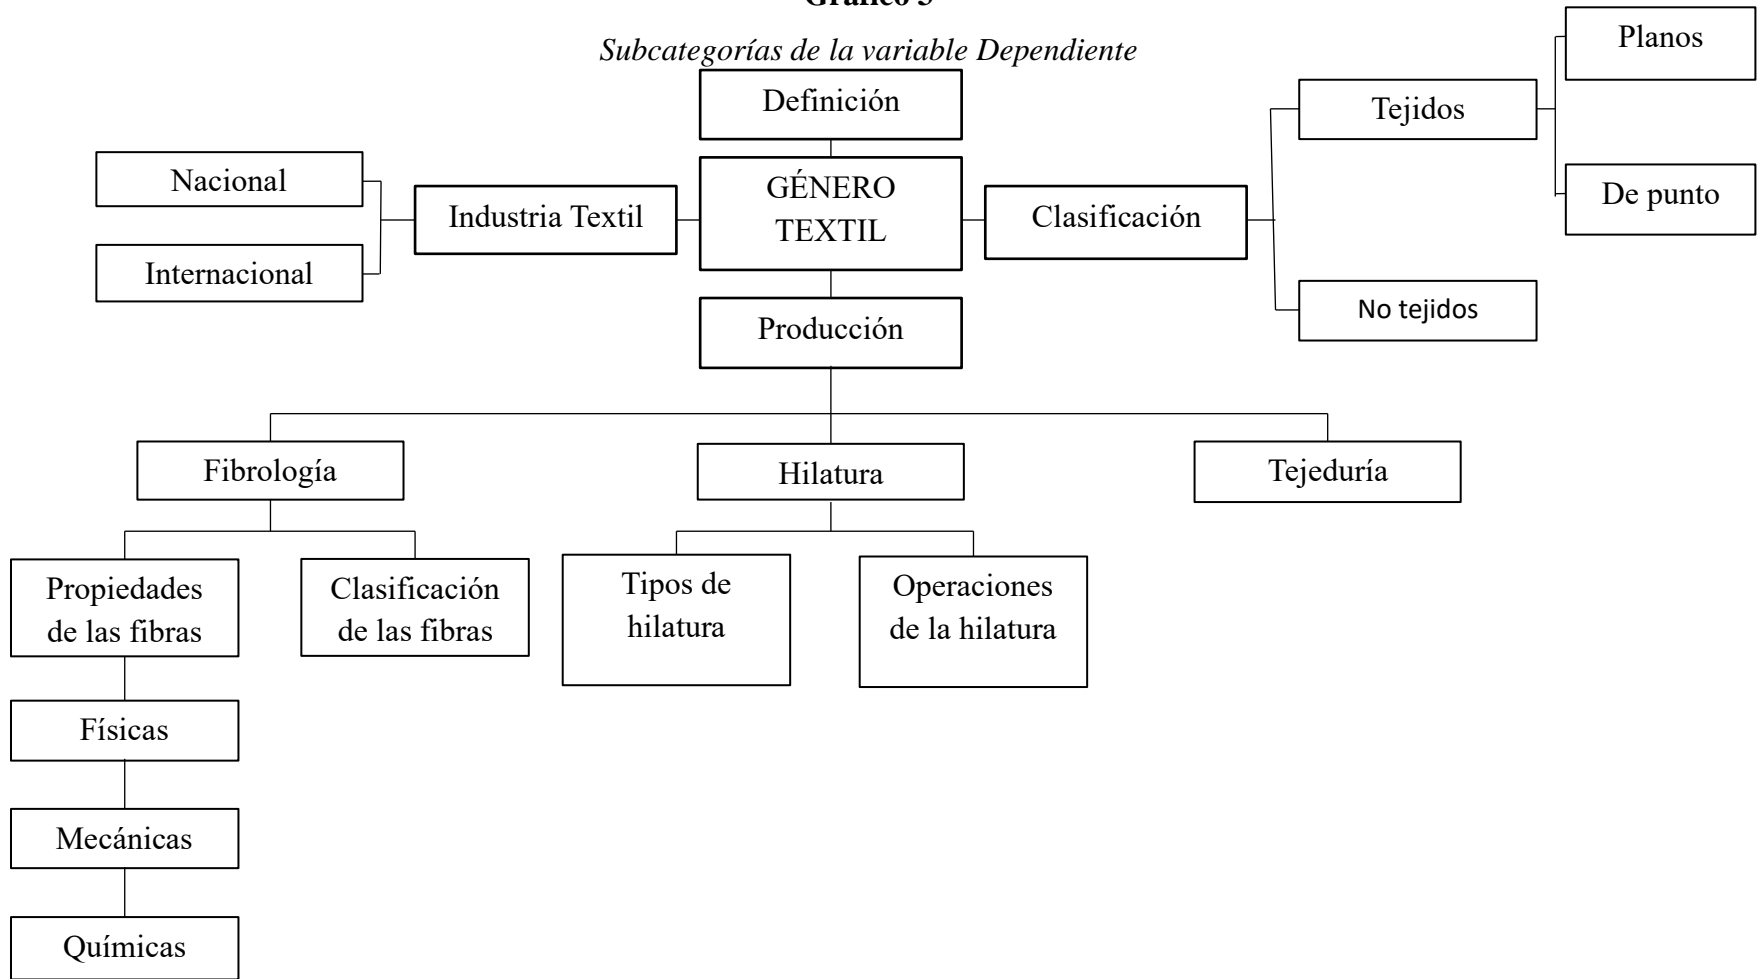 Gráfico 3
Subcategorías de la variable Dependiente
Planos
Definición
Tejidos
Nacional
GÉNERO
TEXTIL
De punto
Industria Textil
Clasificación
Internacional
No tejidos
Producción
Fibrología
Hilatura
Tejeduría
Propiedades
de las fibras
Clasificación
de las fibras
Tipos de
hilatura
Operaciones
de la hilatura
Físicas
Mecánicas
Químicas